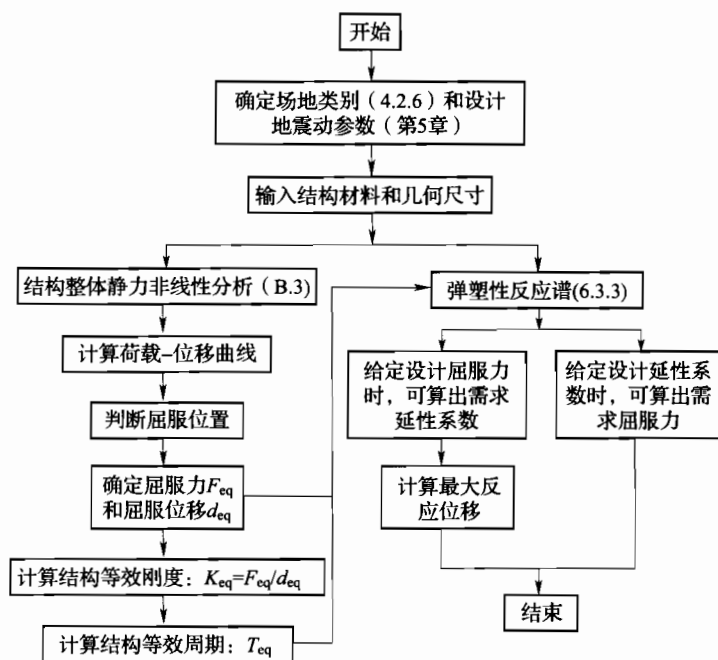 开始
确定场地类别（4.2.6）和设计
地震动参数（第5章）
输入结构材料和几何尺寸
结构整体静力非线性分析（B.3）
计算荷载–位移曲线
判断屈服位置
确定屈服力Feq
和屈服位移deq
计算结构等效刚度：Keq=Feq/deq
计算结构等效周期：Teq
弹塑性反应谱(6.3.3)
给定设计屈服力
时，可算出需求
延性系数
计算最大反
应位移
给定设计延性系
数时，可算出需
求屈服力
结束